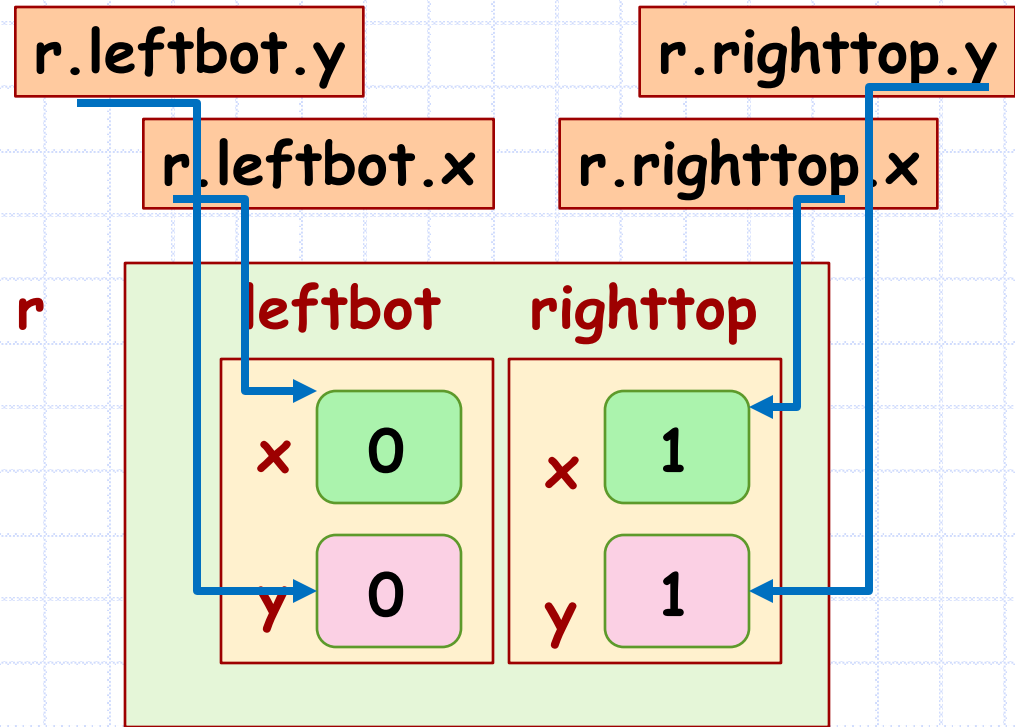 r.leftbot.y
r.righttop.y
r.leftbot.x
r.righttop.x
r
leftbot
righttop
x
0
x
1
y
0
y
1